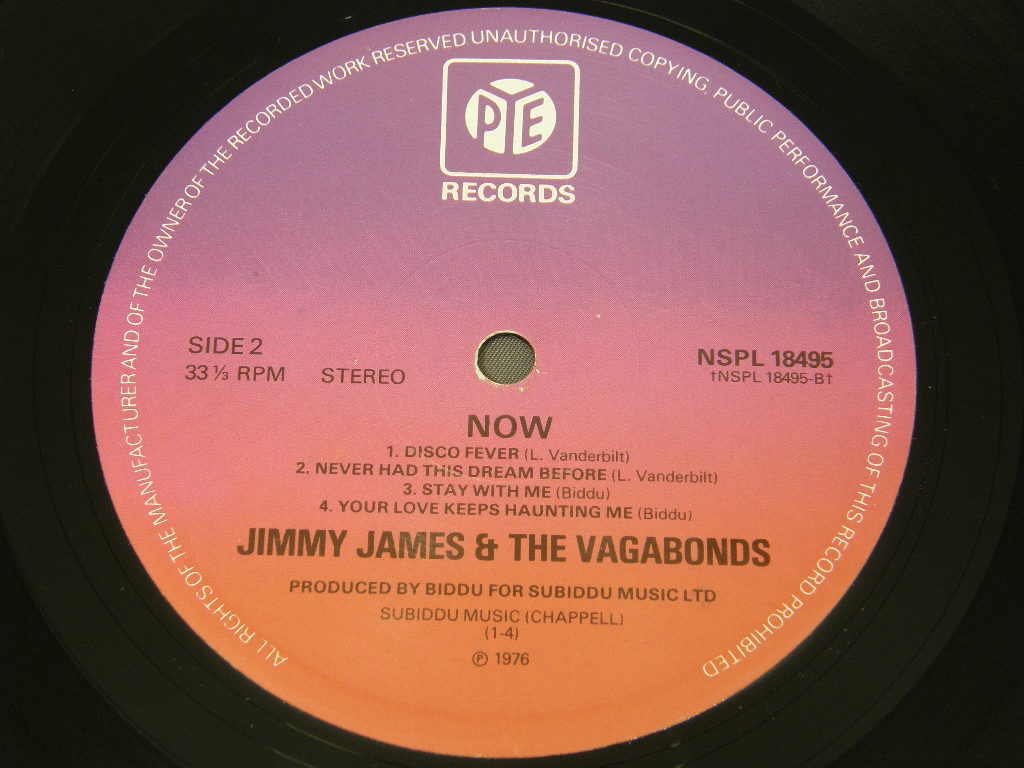 ALL RIGHTS OF THE MANUFACTURER AND OF THE OWNER OF THE RECORDED WORK RESERVED UNAUTHORISED COPYING, PUBLIC PERFORMANCE AND BROADCASTING OF THIS RECORD PROHIBITED
PYE
RECORDS
SIDE 2
33 ⅓ RPM STEREO
NSPL 18495
†NSPL 18495-B†
NOW
1. DISCO FEVER (L. Vanderbilt)
2. NEVER HAD THIS DREAM BEFORE (L. Vanderbilt)
3. STAY WITH ME (Biddu)
4. YOUR LOVE KEEPS HAUNTING ME (Biddu)
JIMMY JAMES & THE VAGABONDS
PRODUCED BY BIDDU FOR SUBIDDU MUSIC LTD
SUBIDDU MUSIC (CHAPPELL)
(1-4)
℗ 1976